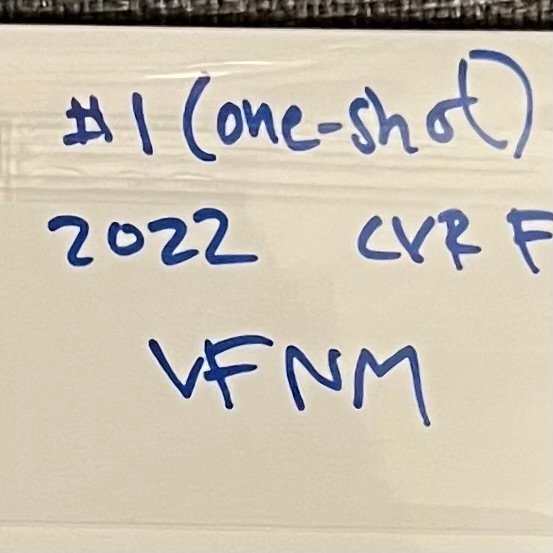 #1 (one-shot)
2022 CVR F
VFNM